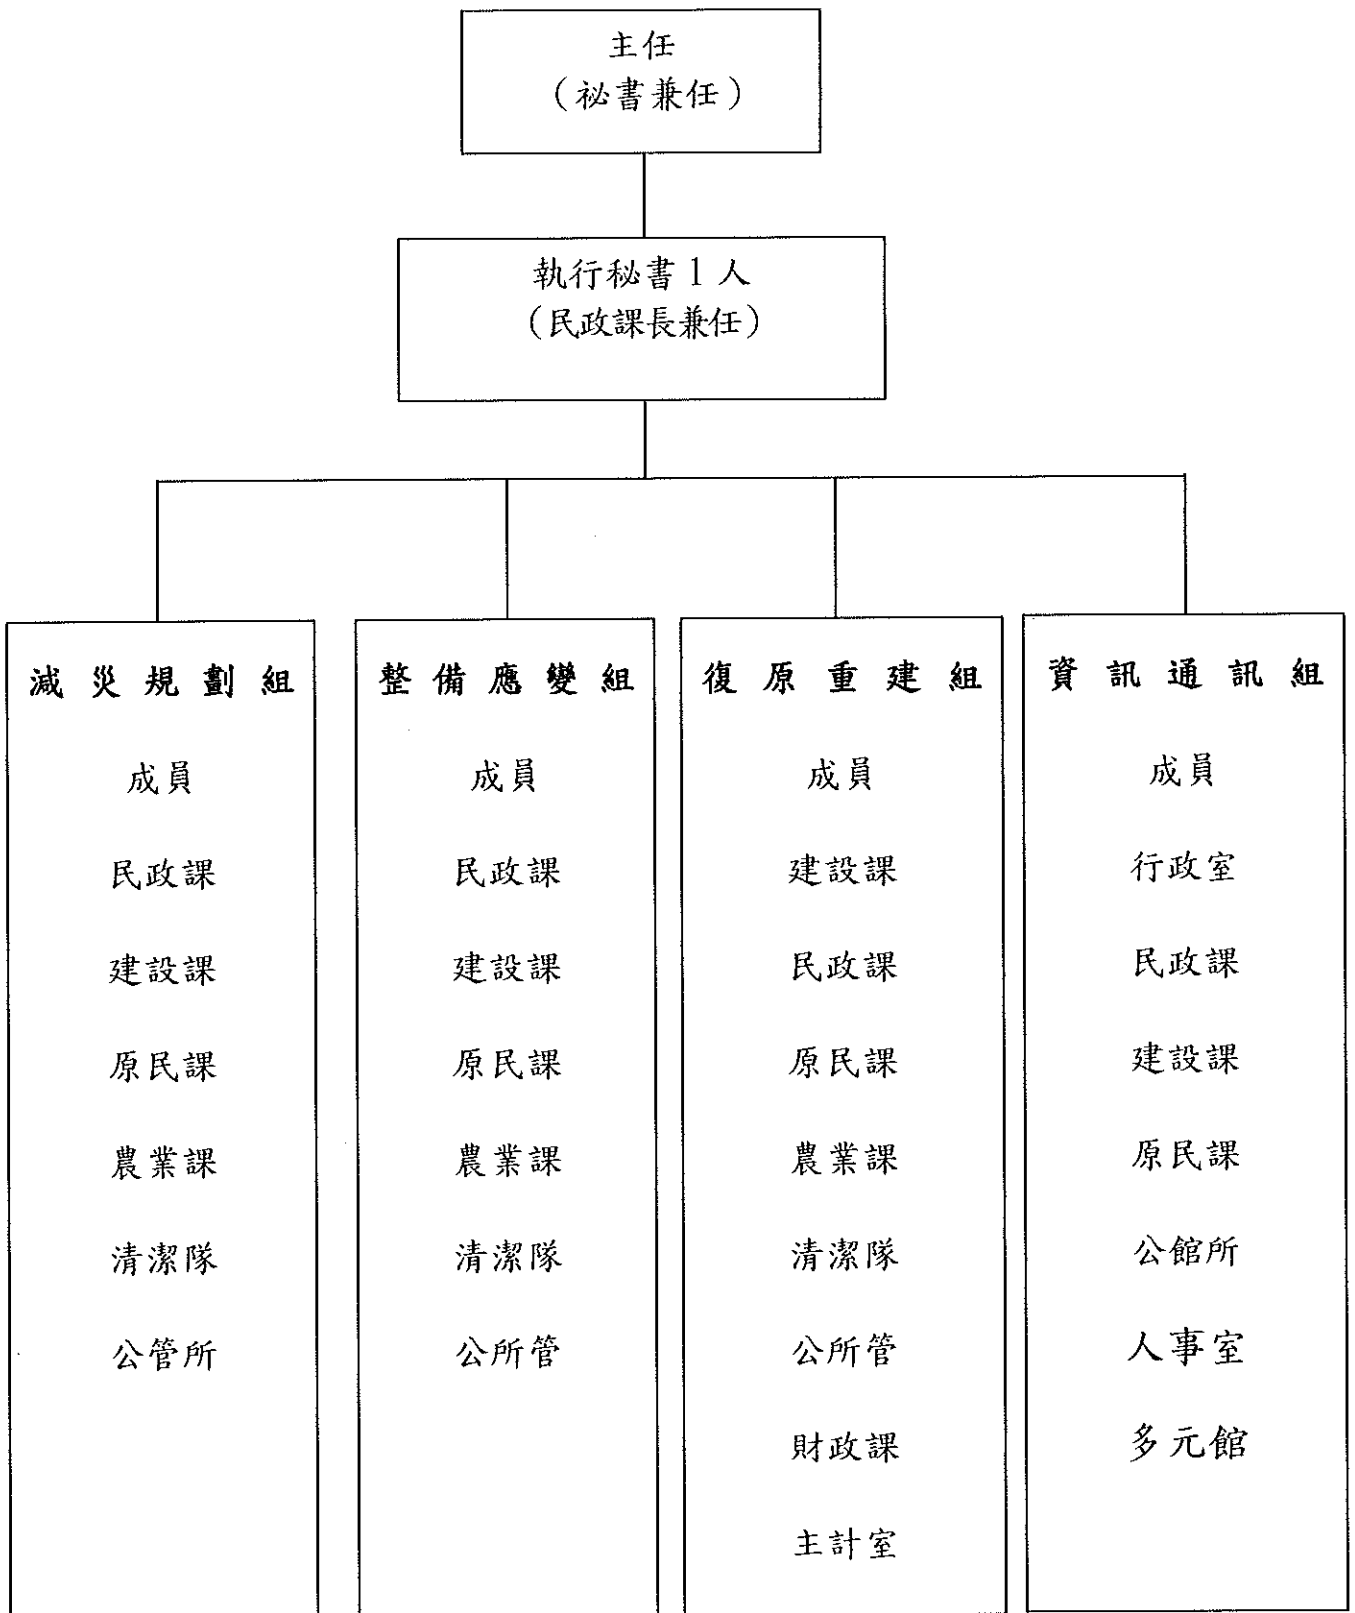 主任
（祕書兼任）
執行秘書1人
（民政課長兼任）
減災規劃組
成員
民政課
建設課
原民課
農業課
清潔隊
公管所
整備應變組
成員
民政課
建設課
原民課
農業課
清潔隊
公所管
復原重建組
成員
建設課
民政課
原民課
農業課
清潔隊
公所管
財政課
主計室
資訊通訊組
成員
行政室
民政課
建設課
原民課
公館所
人事室
多元館